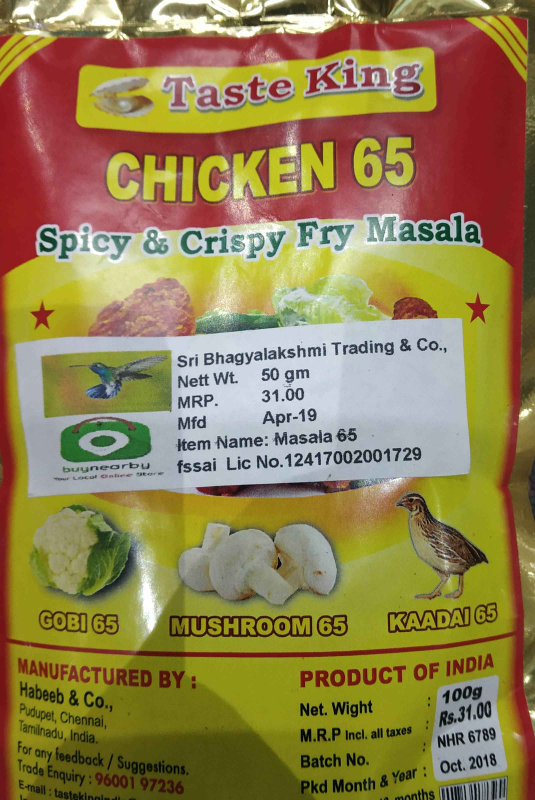 Taste King
CHICKEN 65
Spicy & Crispy Fry Masala
Sri Bhagyalakshmi Trading & Co.,
Nett Wt. 50 gm
MRP. 31.00
Mfd Apr-19
Item Name: Masala 65
fssai Lic No.12417002001729
buynearby
Your Local Online Store
GOBI 65
MUSHROOM 65
KAADAI 65
MANUFACTURED BY :
Habeeb & Co.,
Pudupet, Chennai,
Tamilnadu, India.
For any feedback / Suggestions.
Trade Enquiry : 96001 97236
E-mail :
PRODUCT OF INDIA
Net. Wight : 100g
M.R.P Incl. all taxes : Rs.31.00
Batch No. : NHR 6789
Pkd Month & Year : Oct. 2018
months